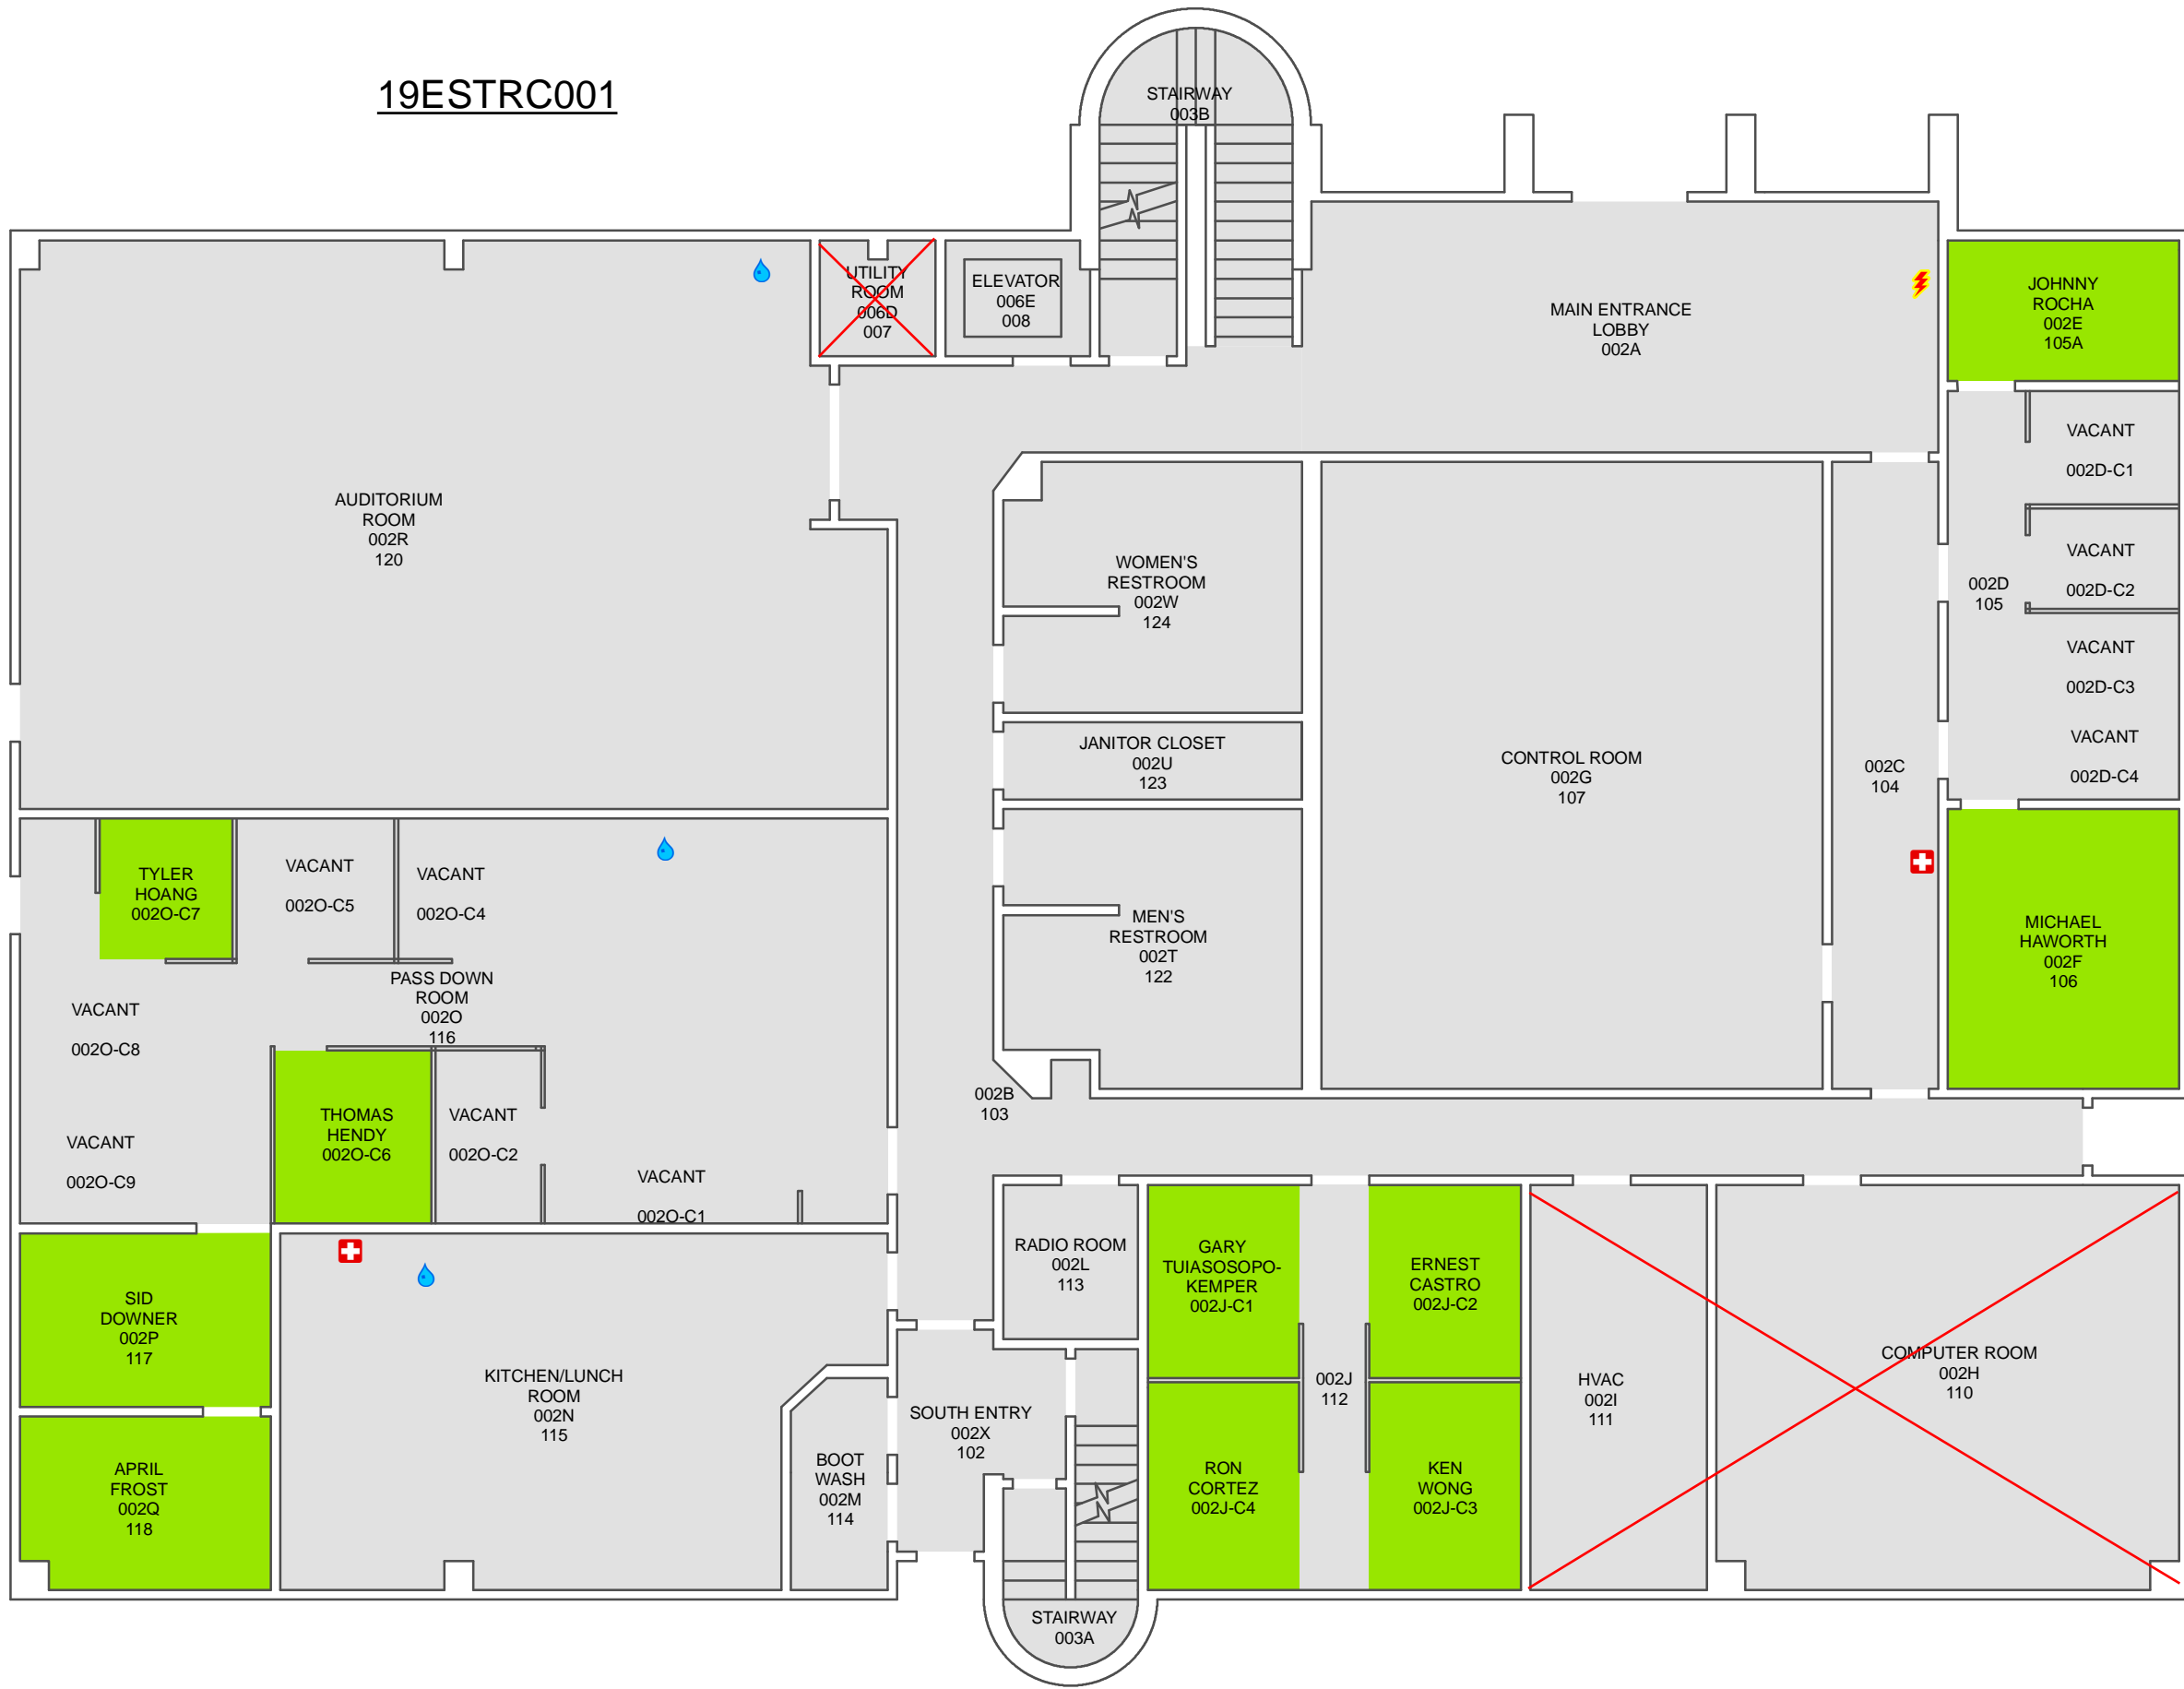 19ESTRC001
STAIRWAY
003B
UTILITY
ROOM
006D
007
ELEVATOR
006E
008
MAIN ENTRANCE
LOBBY
002A
JOHNNY
ROCHA
002E
105A
VACANT
002D-C1
VACANT
002D-C2
002D
105
VACANT
002D-C3
VACANT
002D-C4
AUDITORIUM
ROOM
002R
120
WOMEN'S
RESTROOM
002W
124
JANITOR CLOSET
002U
123
CONTROL ROOM
002G
107
002C
104
TYLER
HOANG
002O-C7
VACANT
002O-C5
VACANT
002O-C4
MEN'S
RESTROOM
002T
122
MICHAEL
HAWORTH
002F
106
PASS DOWN
ROOM
002O
116
VACANT
002O-C8
VACANT
002O-C9
THOMAS
HENDY
002O-C6
VACANT
002O-C2
VACANT
002O-C1
002B
103
SID
DOWNER
002P
117
APRIL
FROST
002Q
118
KITCHEN/LUNCH
ROOM
002N
115
BOOT
WASH
002M
114
SOUTH ENTRY
002X
102
RADIO ROOM
002L
113
GARY
TUIASOSOPO-
KEMPER
002J-C1
ERNEST
CASTRO
002J-C2
002J
112
RON
CORTEZ
002J-C4
KEN
WONG
002J-C3
HVAC
002I
111
COMPUTER ROOM
002H
110
STAIRWAY
003A